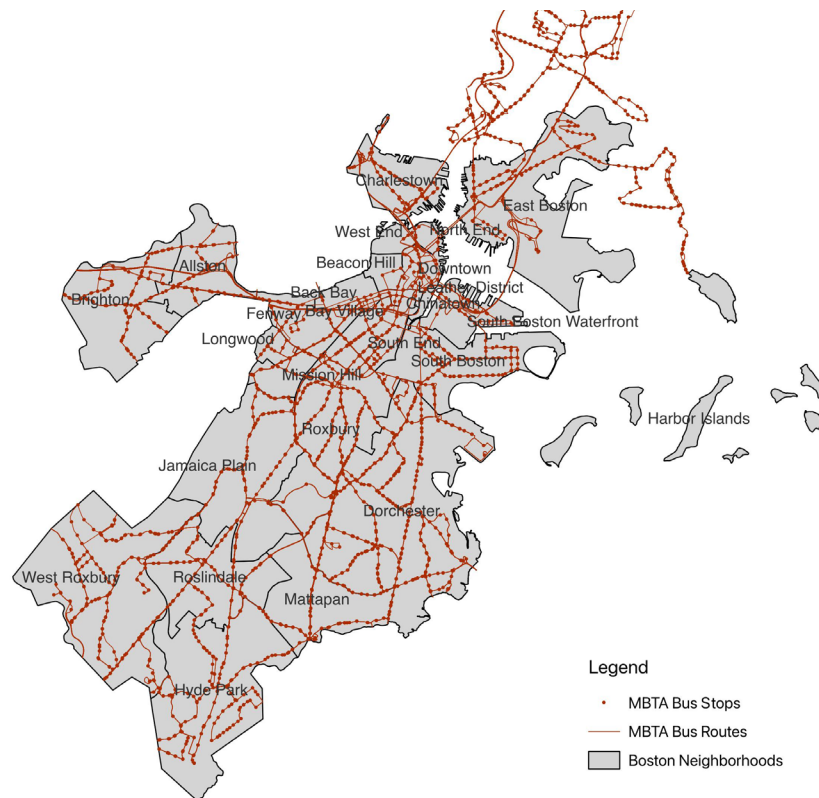 Charlestown
East Boston
West End
North End
Beacon Hill
Downtown
Allston
Leather District
Back Bay
Brighton
Chinatown
Fenway
Bay Village
South Boston Waterfront
Longwood
South End
South Boston
Mission Hill
Harbor Islands
Roxbury
Jamaica Plain
Dorchester
West Roxbury
Roslindale
Mattapan
Hyde Park
Legend
MBTA Bus Stops
MBTA Bus Routes
Boston Neighborhoods